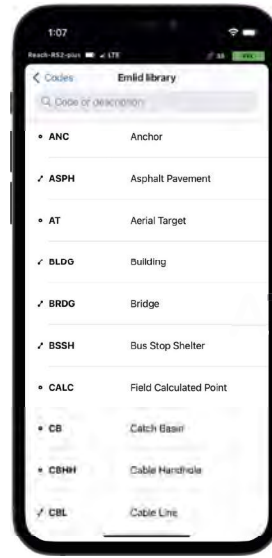 1:07
Reach-RS2-plus LTE
Codes Emlid library
Code or description
ANC Anchor
ASPH Asphalt Pavement
AT Aerial Target
BLDG Building
BRDG Bridge
BSSH Bus Stop Shelter
CALC Field Calculated Point
CB Catch Basin
CBHH Cable Handhole
CBL Cable Line